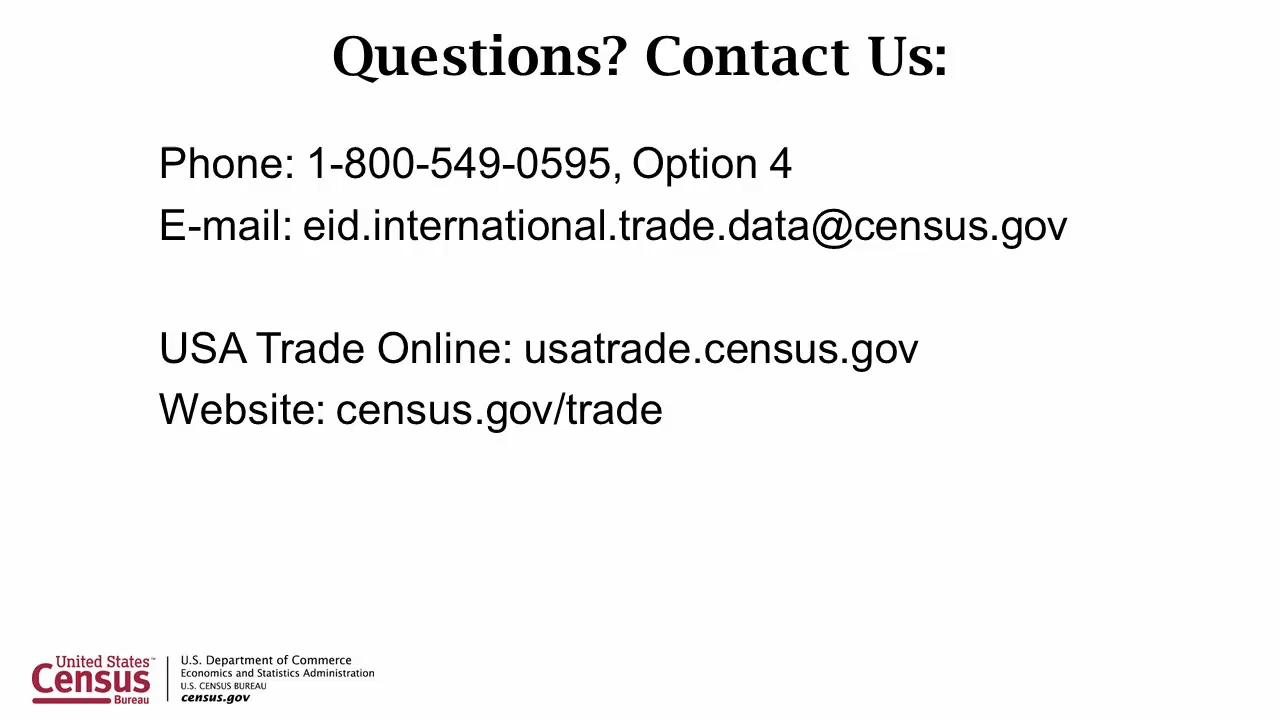 Questions? Contact Us:
Phone: 1-800-549-0595, Option 4
E-mail: eid.international.trade.data@census.gov
USA Trade Online: usatrade.census.gov
Website: census.gov/trade
United States™
Census
Bureau
U.S. Department of Commerce
Economics and Statistics Administration
U.S. CENSUS BUREAU
census.gov